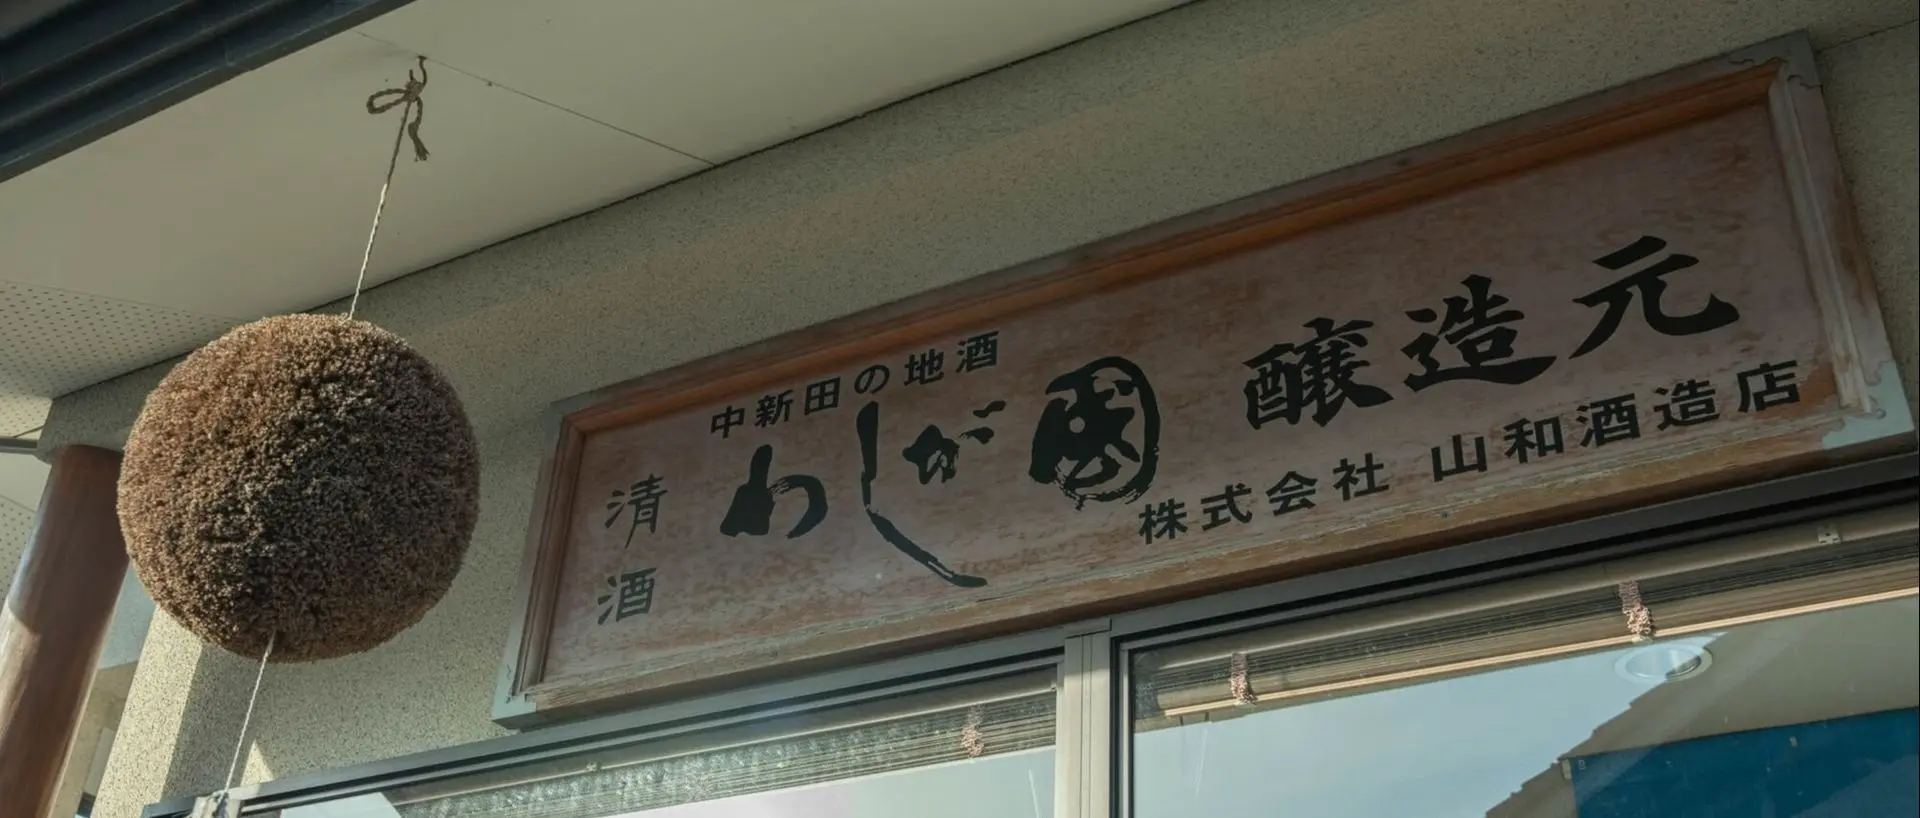 清酒
中新田の地酒
わしが國
醸造元
株式会社 山和酒造店